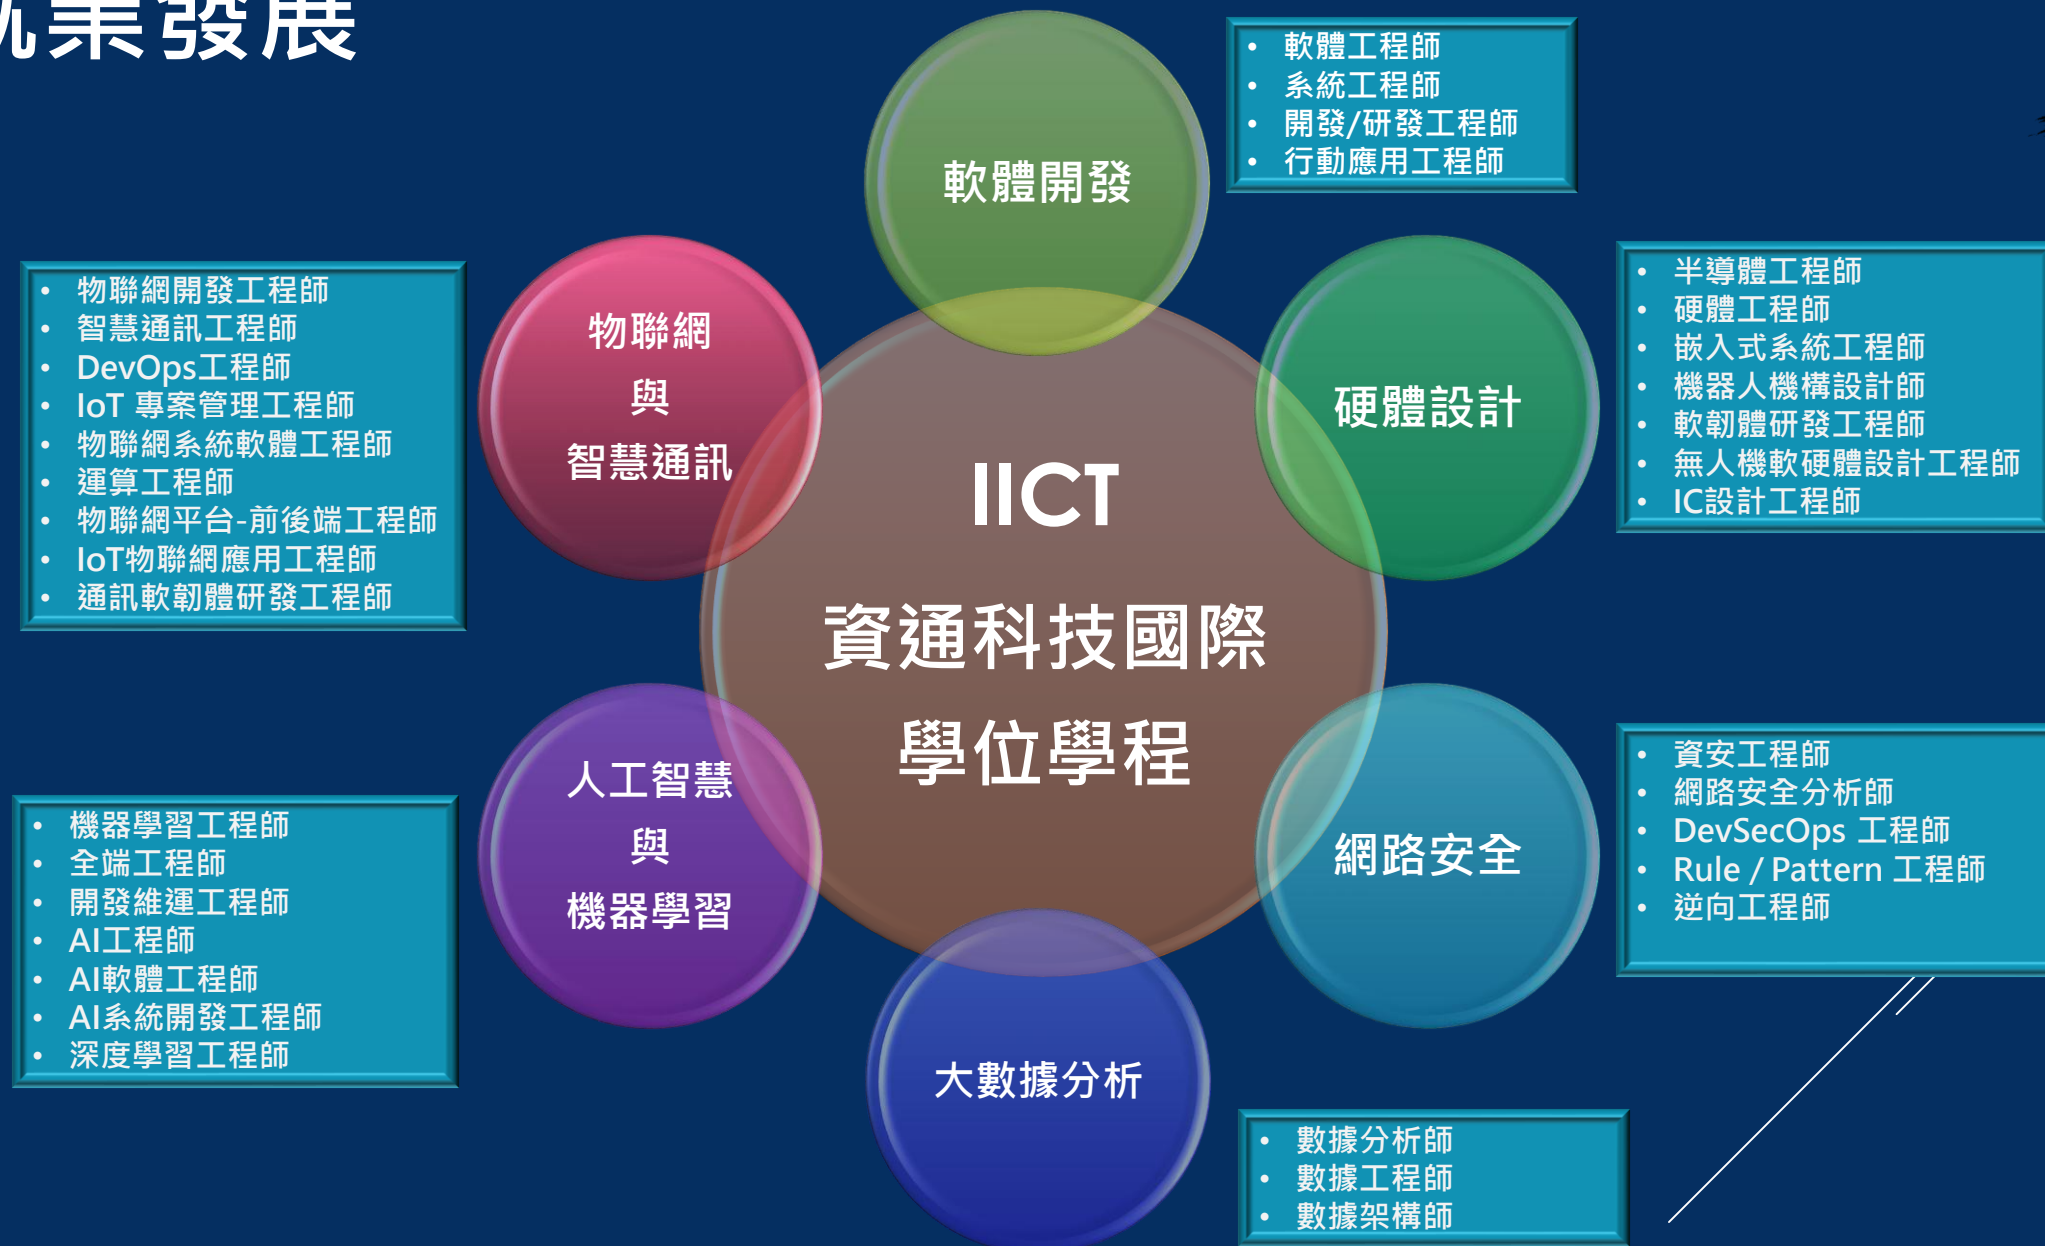 就業發展
軟體開發
• 軟體工程師
• 系統工程師
• 開發/研發工程師
• 行動應用工程師
硬體設計
• 半導體工程師
• 硬體工程師
• 嵌入式系統工程師
• 機器人機構設計師
• 軟韌體研發工程師
• 無人機軟硬體設計工程師
• IC設計工程師
物聯網
與
智慧通訊
• 物聯網開發工程師
• 智慧通訊工程師
• DevOps工程師
• IoT 專案管理工程師
• 物聯網系統軟體工程師
• 運算工程師
• 物聯網平台-前後端工程師
• IoT物聯網應用工程師
• 通訊軟韌體研發工程師
IICT
資通科技國際
學位學程
網路安全
• 資安工程師
• 網路安全分析師
• DevSecOps 工程師
• Rule / Pattern 工程師
• 逆向工程師
人工智慧
與
機器學習
• 機器學習工程師
• 全端工程師
• 開發維運工程師
• AI工程師
• AI軟體工程師
• AI系統開發工程師
• 深度學習工程師
大數據分析
• 數據分析師
• 數據工程師
• 數據架構師